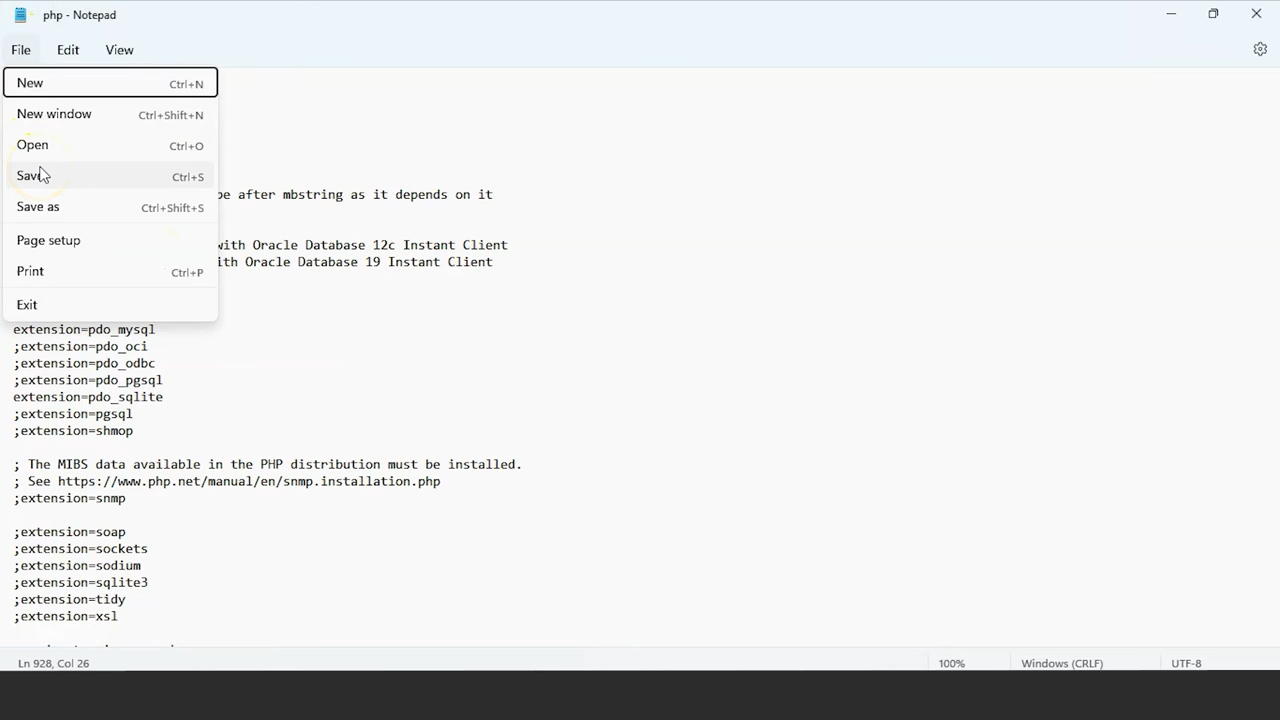 php - Notepad
File Edit View
New Ctrl+N
New window Ctrl+Shift+N
Open Ctrl+O
Save Ctrl+S
Save as Ctrl+Shift+S
Page setup
Print Ctrl+P
Exit
be after mbstring as it depends on it
with Oracle Database 12c Instant Client
ith Oracle Database 19 Instant Client
extension=pdo_mysql
;extension=pdo_oci
;extension=pdo_odbc
;extension=pdo_pgsql
extension=pdo_sqlite
;extension=pgsql
;extension=shmop
; The MIBS data available in the PHP distribution must be installed.
; See https://www.php.net/manual/en/snmp.installation.php
;extension=snmp
;extension=soap
;extension=sockets
;extension=sodium
;extension=sqlite3
;extension=tidy
;extension=xsl
Ln 928, Col 26 100% Windows (CRLF) UTF-8